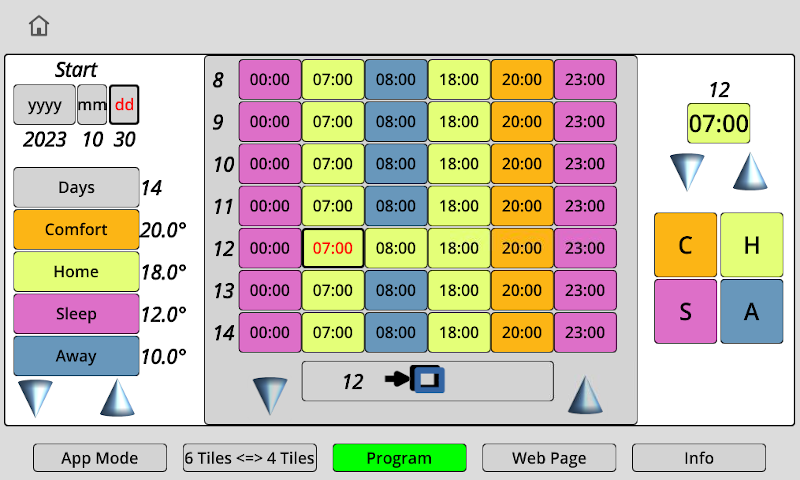 Start
yyyy mm dd
2023 10 30
Days 14
Comfort 20.0°
Home 18.0°
Sleep 12.0°
Away 10.0°
8 00:00 07:00 08:00 18:00 20:00 23:00
9 00:00 07:00 08:00 18:00 20:00 23:00
10 00:00 07:00 08:00 18:00 20:00 23:00
11 00:00 07:00 08:00 18:00 20:00 23:00
12 00:00 07:00 08:00 18:00 20:00 23:00
13 00:00 07:00 08:00 18:00 20:00 23:00
14 00:00 07:00 08:00 18:00 20:00 23:00
12
12
07:00
C H
S A
App Mode 6 Tiles <=> 4 Tiles Program Web Page Info